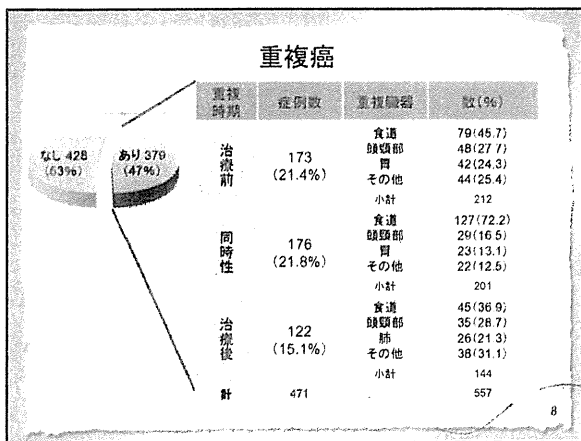 重複癌
重複時期 症例数 重複臓器 数(%)
なし 428 (53%)
あり 379 (47%)
治療前 173 (21.4%)
食道 79(45.7)
頭頸部 48(27.7)
胃 42(24.3)
その他 44(25.4)
小計 212
同時性 176 (21.8%)
食道 127(72.2)
頭頸部 29(16.5)
胃 23(13.1)
その他 22(12.5)
小計 201
治療後 122 (15.1%)
食道 45(36.9)
頭頸部 35(28.7)
肺 26(21.3)
その他 38(31.1)
小計 144
計 471 557
8